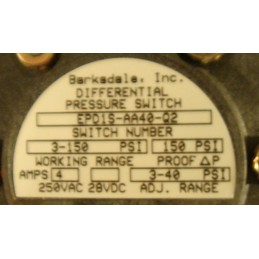 Barksdale, Inc.
DIFFERENTIAL
PRESSURE SWITCH
EPD1S-AA40-Q2
SWITCH NUMBER
3-150 PSI 150 PSI
WORKING RANGE PROOF △P
AMPS 4 3-40 PSI
250VAC 28VDC ADJ. RANGE